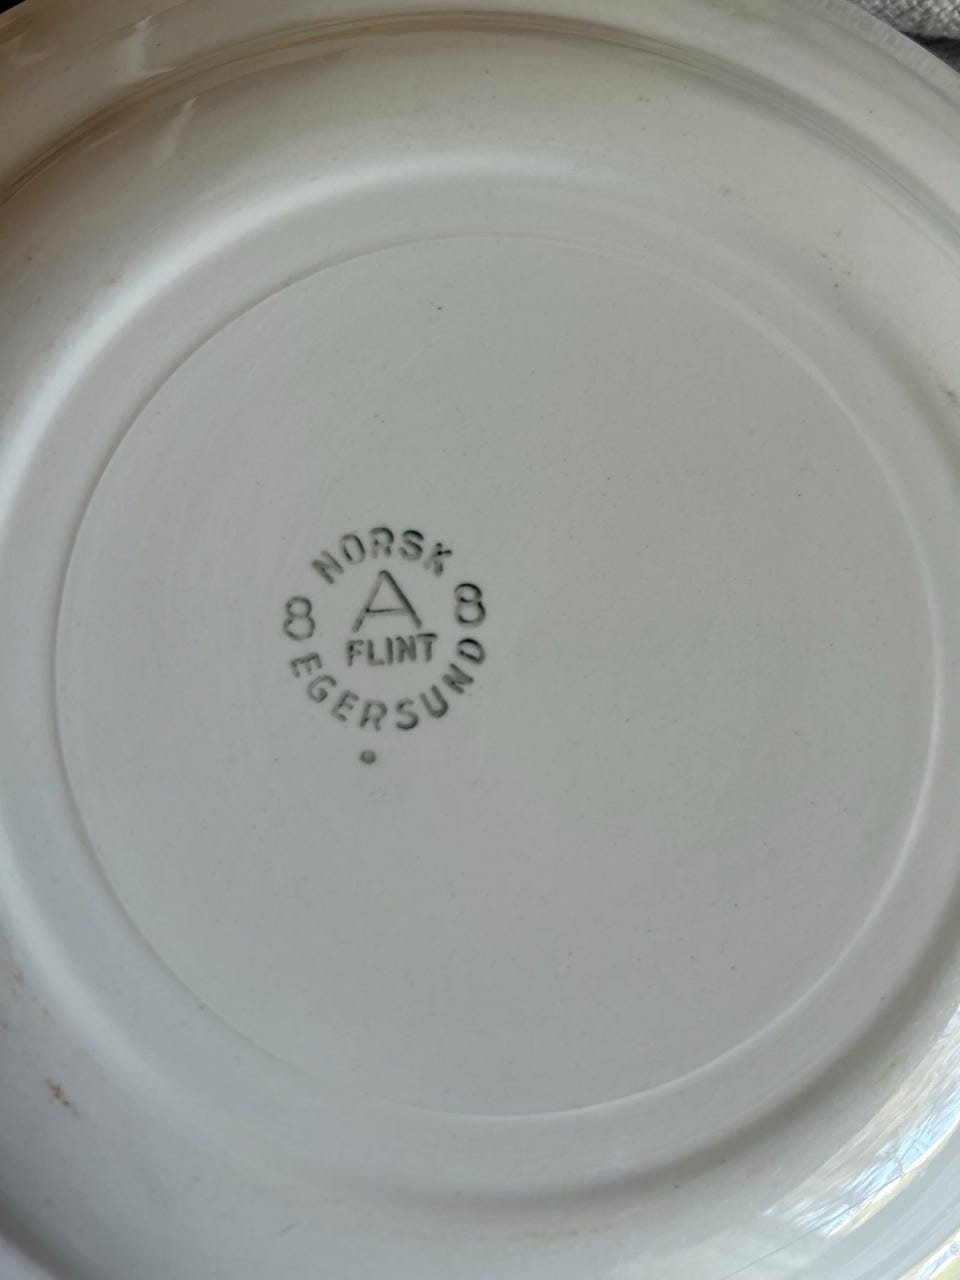 NORSK
8 A 8
FLINT
EGERSUND